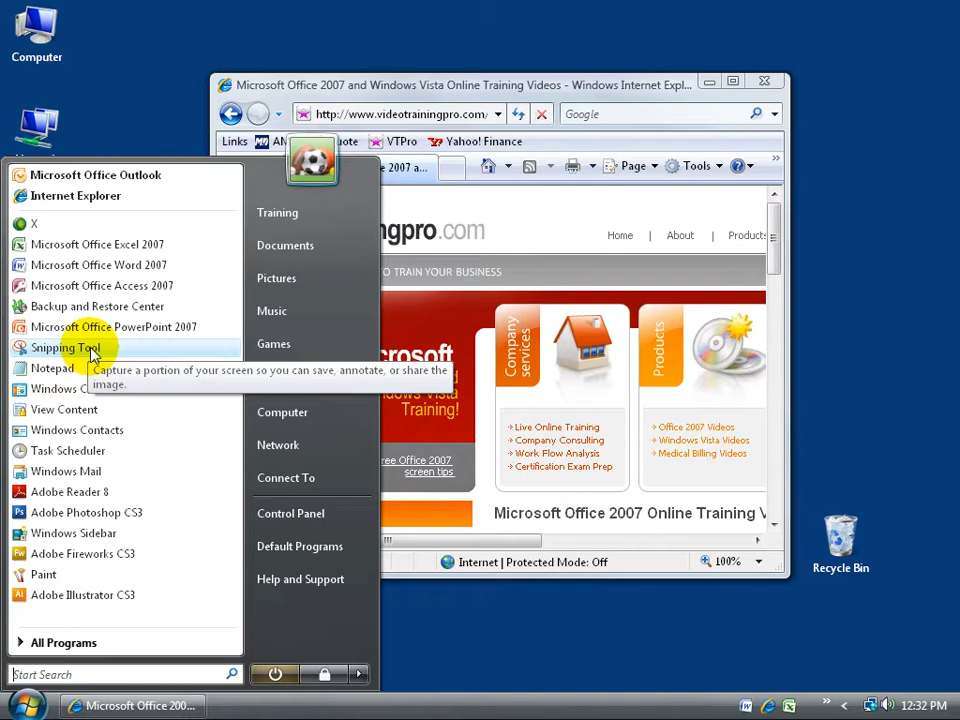 Computer
Microsoft Office 2007 and Windows Vista Online Training Videos - Windows Internet Expl...
http://www.videotrainingpro.com/
Google
Links
Quote
VTPro
Yahoo! Finance
e 2007 a...
Page
Tools
ngpro.com
Home | About | Products
TO TRAIN YOUR BUSINESS
Microsoft Office Outlook
Internet Explorer
X
Microsoft Office Excel 2007
Microsoft Office Word 2007
Microsoft Office Access 2007
Backup and Restore Center
Microsoft Office PowerPoint 2007
Snipping Tool
Notepad
Capture a portion of your screen so you can save, annotate, or share the
image.
Windows C
View Content
Windows Contacts
Task Scheduler
Windows Mail
Adobe Reader 8
Adobe Photoshop CS3
Windows Sidebar
Adobe Fireworks CS3
Paint
Adobe Illustrator CS3
All Programs
Start Search
Training
Documents
Pictures
Music
Games
Computer
Network
Connect To
Control Panel
Default Programs
Help and Support
rosoft
Windows
Training!
ree Office 2007
screen tips
Company
services
Live Online Training
Company Consulting
Work Flow Analysis
Certification Exam Prep
Products
Office 2007 Videos
Windows Vista Videos
Medical Billing Videos
Microsoft Office 2007 Online Training V
Internet | Protected Mode: Off
100%
Recycle Bin
Microsoft Office 200...
12:32 PM